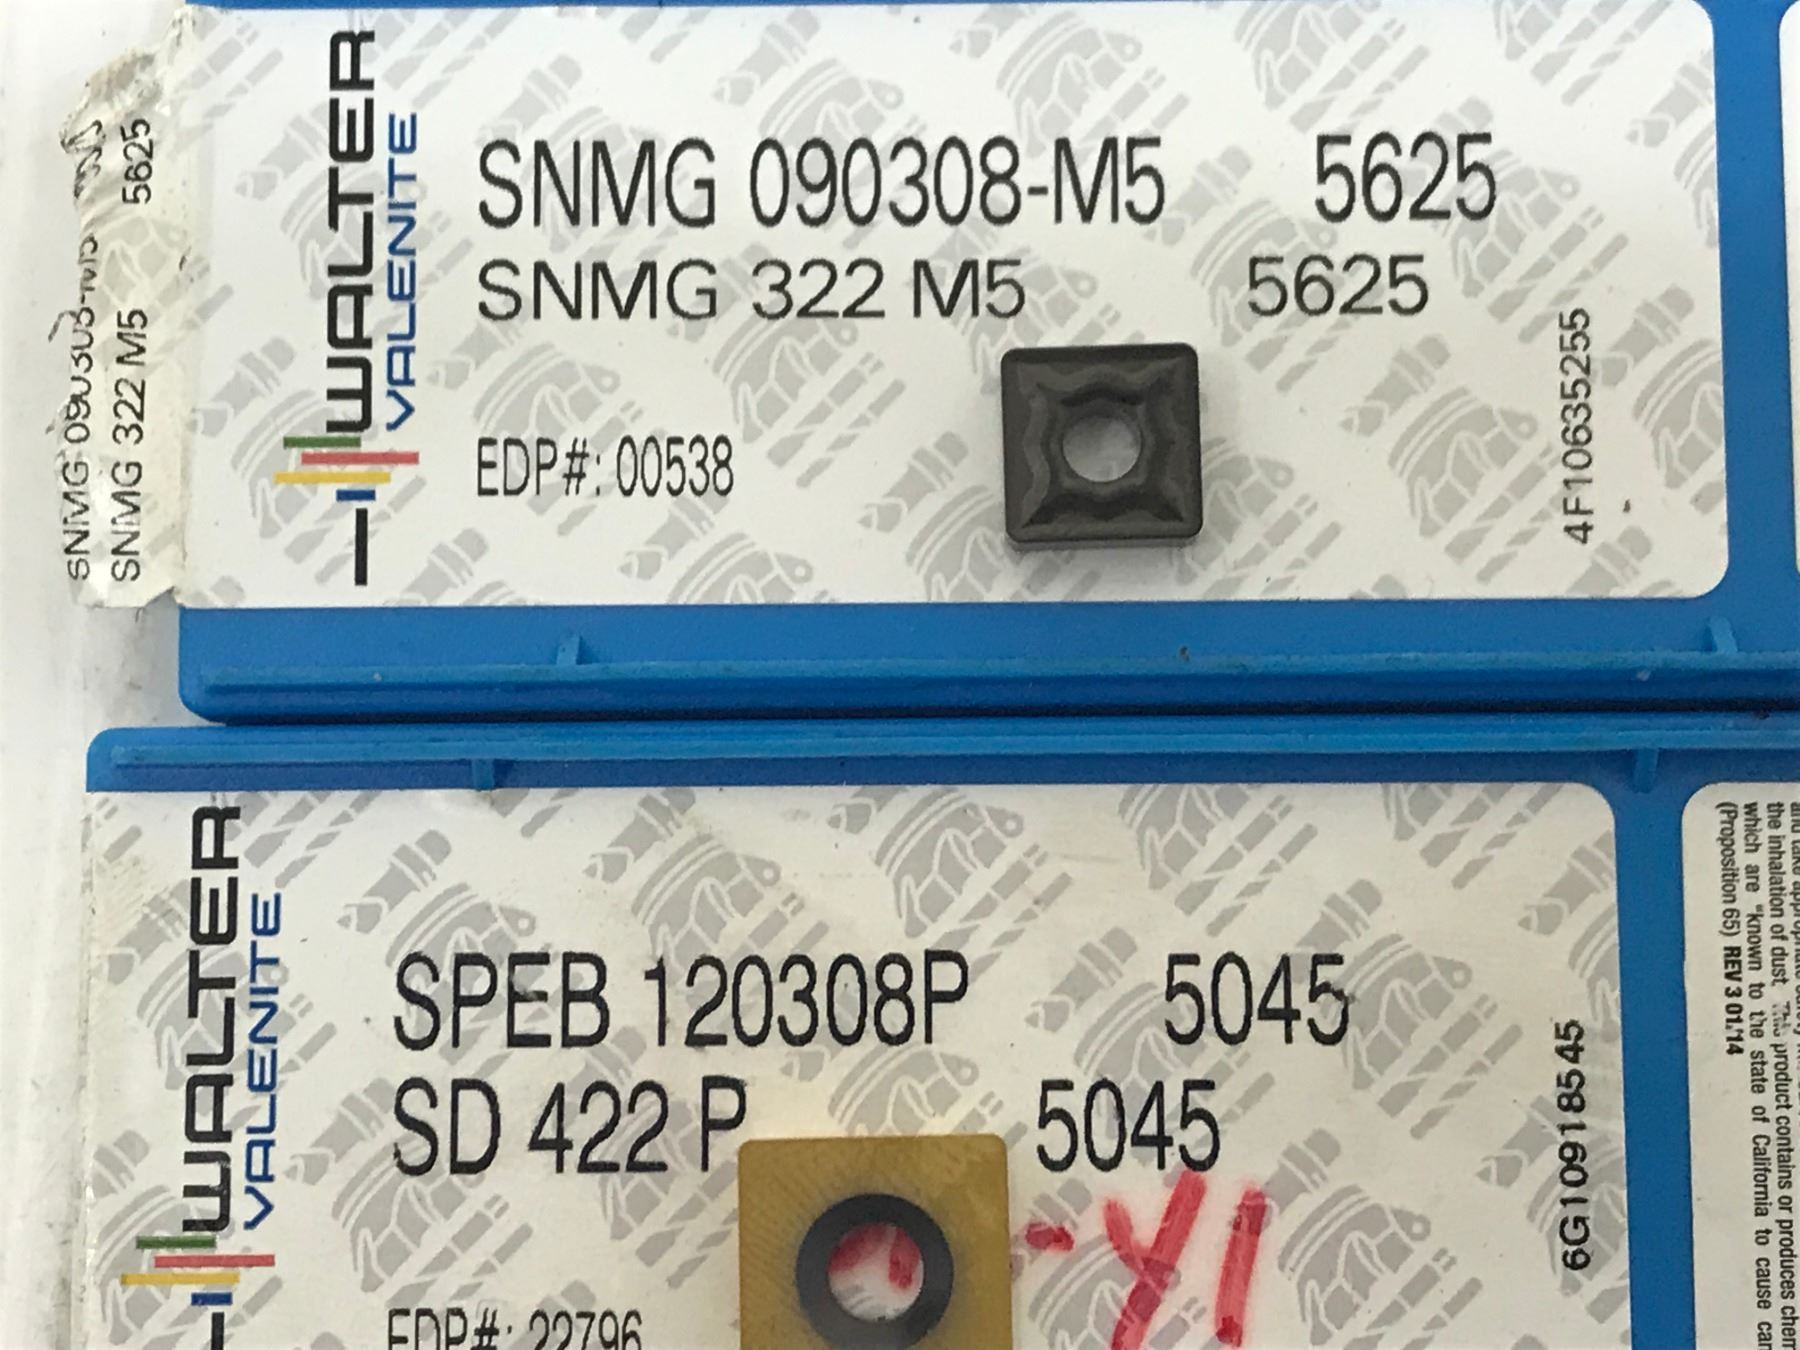 SNMG 090308-M5 5625
SNMG 322 M5 5625
WALTER
VALENITE
SNMG 090308-M5 5625
SNMG 322 M5 5625
EDP#: 00538
4F10635255
WALTER
VALENITE
SPEB 120308P 5045
SD 422 P 5045
EDP#: 22796
6G10918545
the inhalation of dust. This product contains or produces chem
which are "known to the state of California to cause can
(Proposition 65) REV 3 01.'14